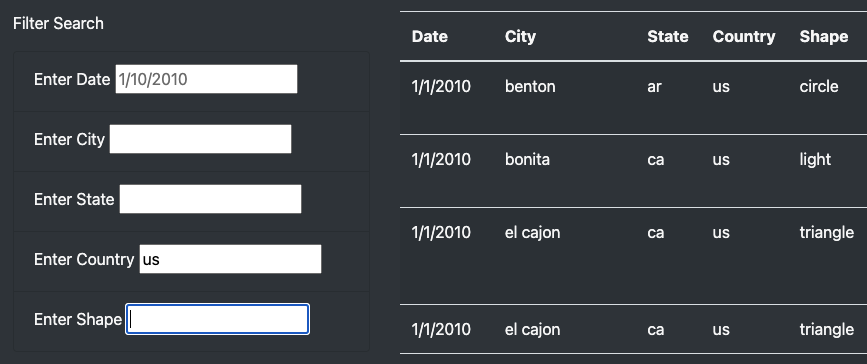 Filter Search
Enter Date 1/10/2010
Enter City
Enter State
Enter Country us
Enter Shape
Date City State Country Shape
1/1/2010 benton ar us circle
1/1/2010 bonita ca us light
1/1/2010 el cajon ca us triangle
1/1/2010 el cajon ca us triangle